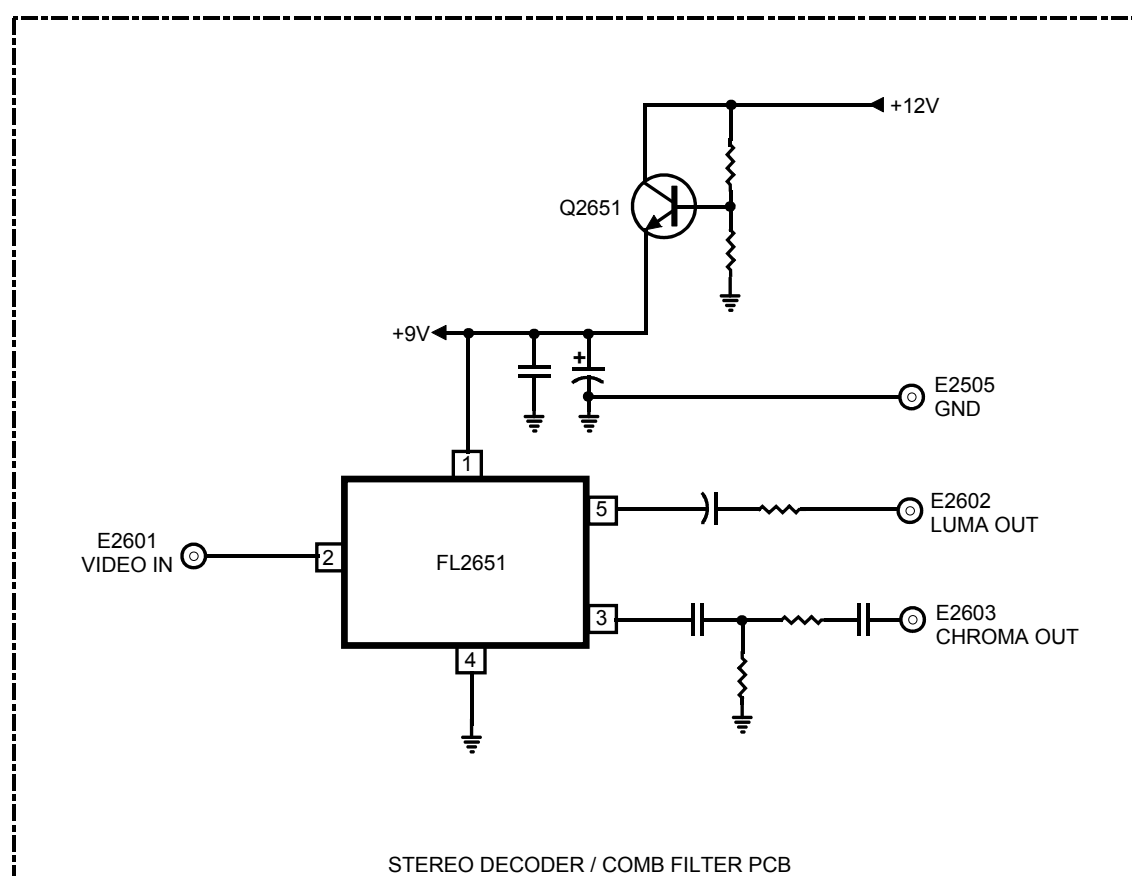 +12V
Q2651
+9V
+
E2505
GND
1
5
E2602
LUMA OUT
E2601
VIDEO IN
2
FL2651
3
E2603
CHROMA OUT
4
STEREO DECODER / COMB FILTER PCB